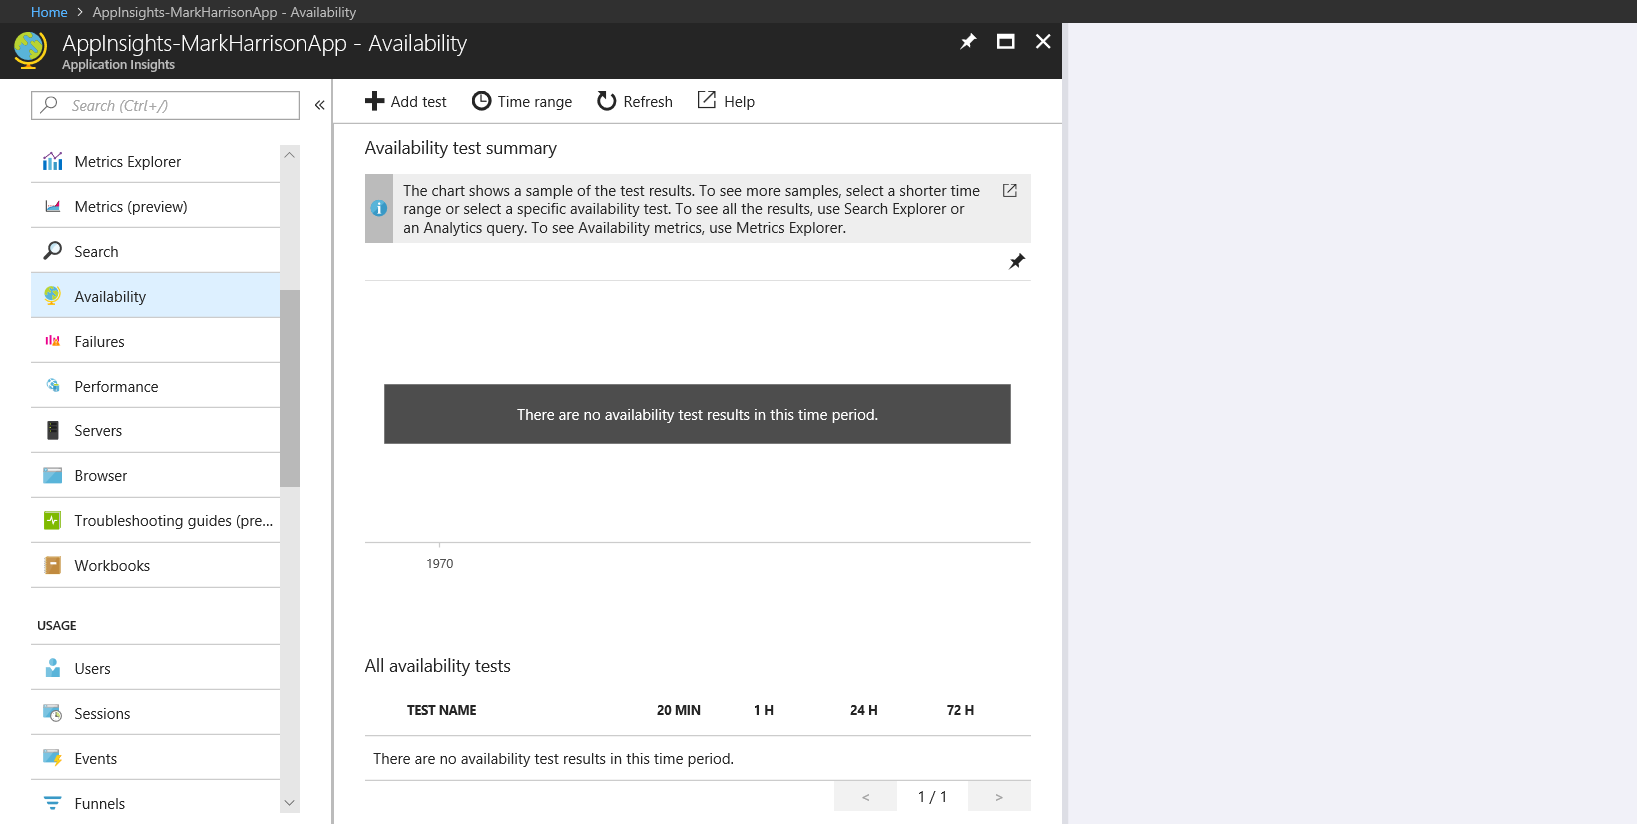 Home > AppInsights-MarkHarrisonApp - Availability
AppInsights-MarkHarrisonApp - Availability
Application Insights
Search (Ctrl+/)
«
Metrics Explorer
Metrics (preview)
Search
Availability
Failures
Performance
Servers
Browser
Troubleshooting guides (pre...
Workbooks
USAGE
Users
Sessions
Events
Funnels
Add test
Time range
Refresh
Help
Availability test summary
The chart shows a sample of the test results. To see more samples, select a shorter time
range or select a specific availability test. To see all the results, use Search Explorer or
an Analytics query. To see Availability metrics, use Metrics Explorer.
There are no availability test results in this time period.
1970
All availability tests
TEST NAME 20 MIN 1 H 24 H 72 H
There are no availability test results in this time period.
< 1 / 1 >